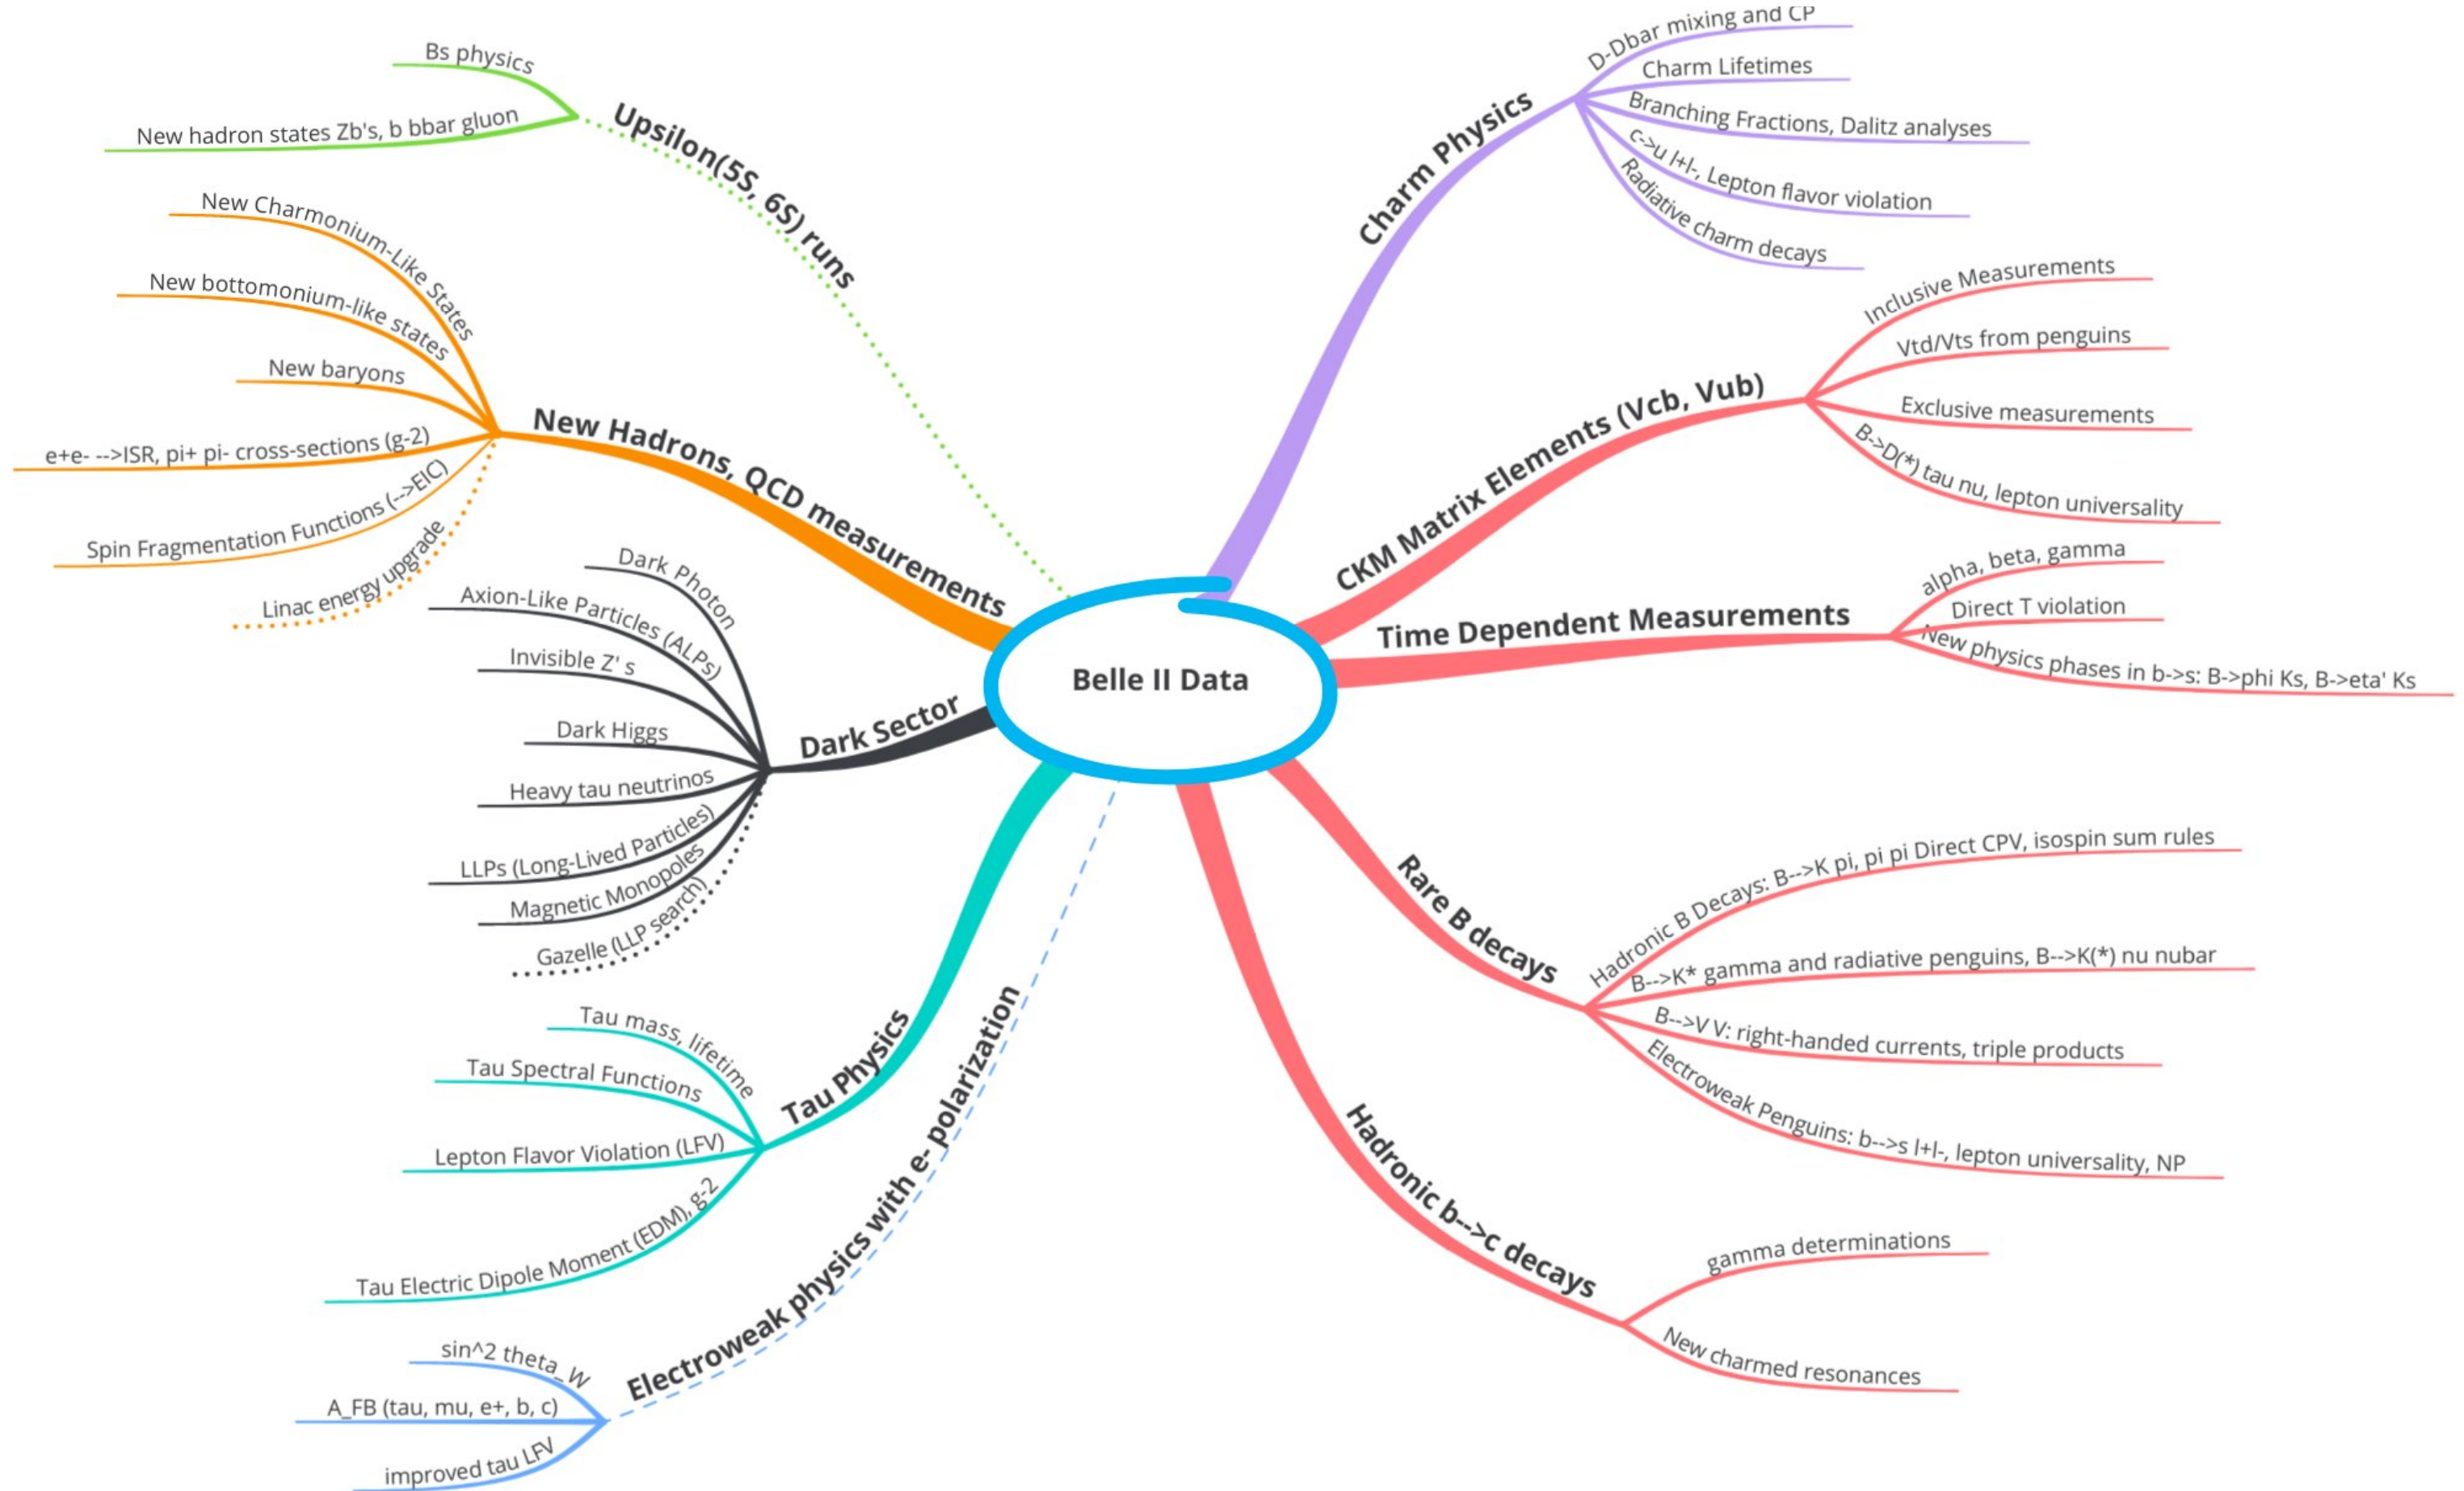 Belle II Data
Upsilon(5S, 6S) runs
Bs physics
New hadron states Zb's, b bbar gluon
New Hadrons, QCD measurements
New Charmonium-Like States
New bottomonium-like states
New baryons
e+e- -->ISR, pi+ pi- cross-sections (g-2)
Spin Fragmentation Functions (-->EIC)
Linac energy upgrade
Dark Sector
Dark Photon
Axion-Like Particles (ALPs)
Invisible Z' s
Dark Higgs
Heavy tau neutrinos
LLPs (Long-Lived Particles)
Magnetic Monopoles
Gazelle (LLP search)
Tau Physics
Tau mass, lifetime
Tau Spectral Functions
Lepton Flavor Violation (LFV)
Tau Electric Dipole Moment (EDM), g-2
Electroweak physics with e- polarization
sin^2 theta_W
A_FB (tau, mu, e+, b, c)
improved tau LFV
Charm Physics
D-Dbar mixing and CP
Charm Lifetimes
Branching Fractions, Dalitz analyses
c->u l+l-, Lepton flavor violation
Radiative charm decays
CKM Matrix Elements (Vcb, Vub)
Inclusive Measurements
Vtd/Vts from penguins
Exclusive measurements
B->D(*) tau nu, lepton universality
Time Dependent Measurements
alpha, beta, gamma
Direct T violation
New physics phases in b->s: B->phi Ks, B->eta' Ks
Rare B decays
Hadronic B Decays: B-->K pi, pi pi Direct CPV, isospin sum rules
B-->K* gamma and radiative penguins, B-->K(*) nu nubar
B-->V V: right-handed currents, triple products
Electroweak Penguins: b-->s l+l-, lepton universality, NP
Hadronic b-->c decays
gamma determinations
New charmed resonances